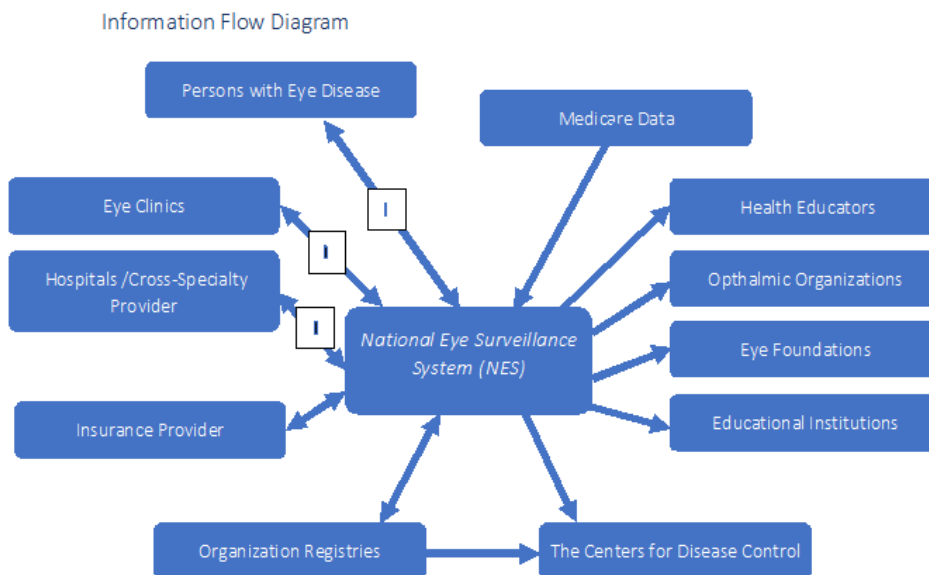 Information Flow Diagram
Persons with Eye Disease
Medicare Data
Eye Clinics
I
I
Health Educators
Hospitals /Cross-Specialty
Provider
I
Opthalmic Organizations
National Eye Surveillance
System (NES)
Eye Foundations
Insurance Provider
Educational Institutions
Organization Registries
The Centers for Disease Control